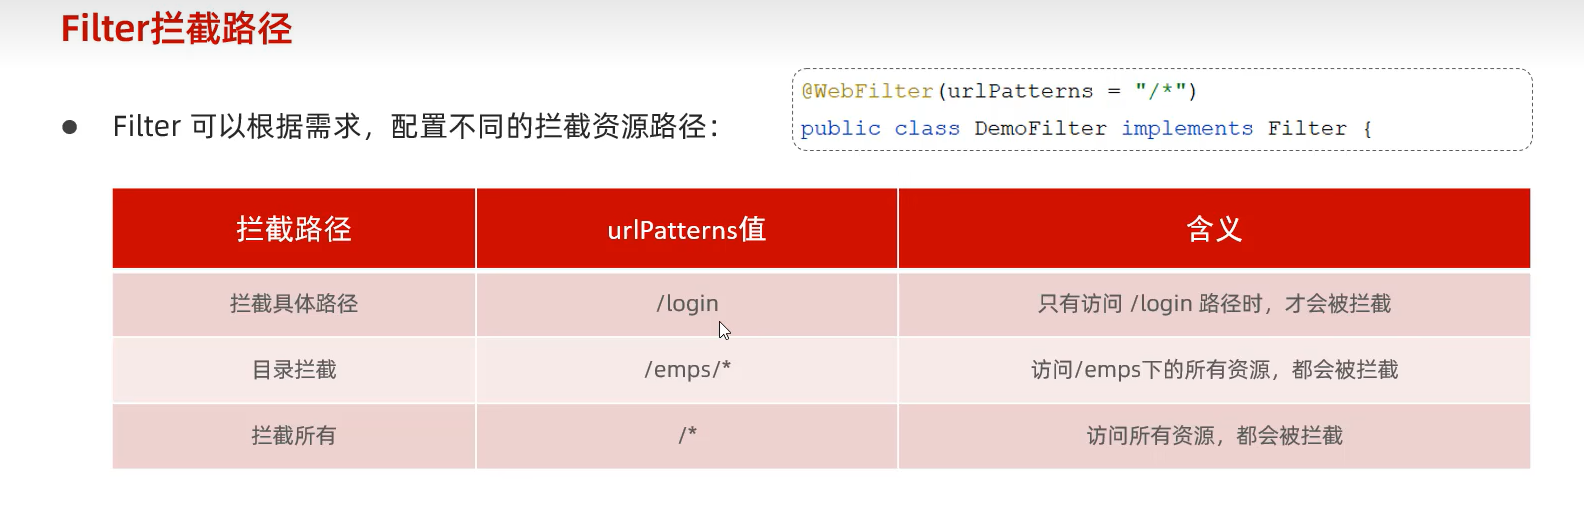 Filter拦截路径
@WebFilter(urlPatterns = "/*")
public class DemoFilter implements Filter {
● Filter 可以根据需求，配置不同的拦截资源路径：
拦截路径 urlPatterns值 含义
拦截具体路径 /login 只有访问 /login 路径时，才会被拦截
目录拦截 /emps/* 访问/emps下的所有资源，都会被拦截
拦截所有 /* 访问所有资源，都会被拦截